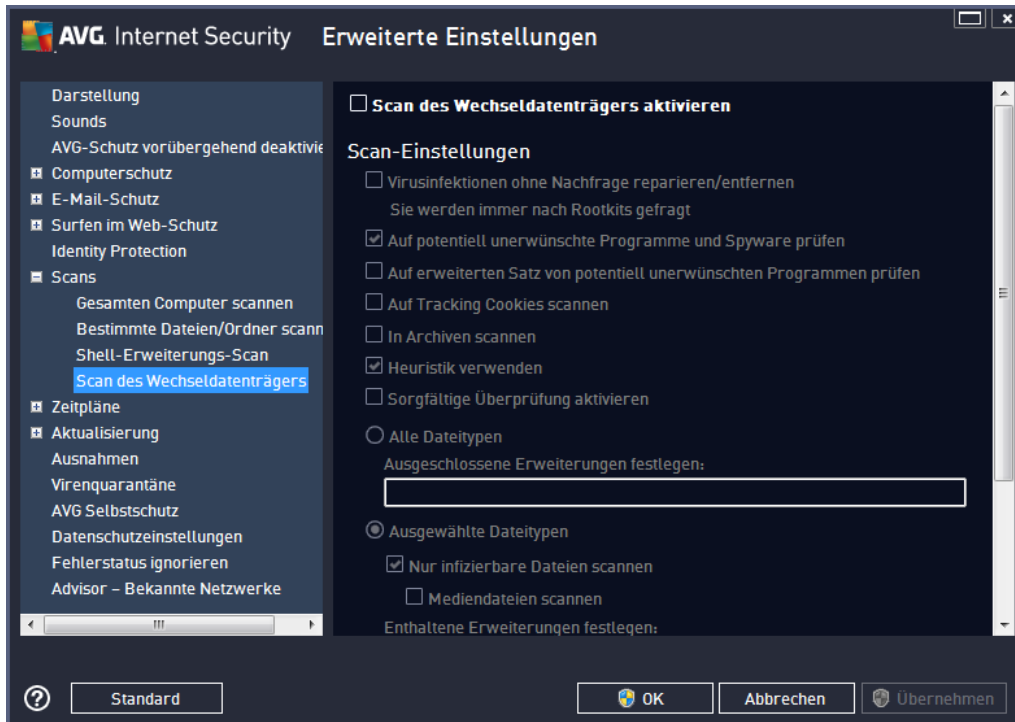 AVG. Internet Security Erweiterte Einstellungen
Darstellung
Sounds
AVG-Schutz vorübergehend deaktivie
Computerschutz
E-Mail-Schutz
Surfen im Web-Schutz
Identity Protection
Scans
Gesamten Computer scannen
Bestimmte Dateien/Ordner scann
Shell-Erweiterungs-Scan
Scan des Wechseldatenträgers
Zeitpläne
Aktualisierung
Ausnahmen
Virenquarantäne
AVG Selbstschutz
Datenschutzeinstellungen
Fehlerstatus ignorieren
Advisor – Bekannte Netzwerke
Scan des Wechseldatenträgers aktivieren
Scan-Einstellungen
Virusinfektionen ohne Nachfrage reparieren/entfernen
Sie werden immer nach Rootkits gefragt
Auf potentiell unerwünschte Programme und Spyware prüfen
Auf erweiterten Satz von potentiell unerwünschten Programmen prüfen
Auf Tracking Cookies scannen
In Archiven scannen
Heuristik verwenden
Sorgfältige Überprüfung aktivieren
Alle Dateitypen
Ausgeschlossene Erweiterungen festlegen:
Ausgewählte Dateitypen
Nur infizierbare Dateien scannen
Mediendateien scannen
Enthaltene Erweiterungen festlegen:
? Standard OK Abbrechen Übernehmen